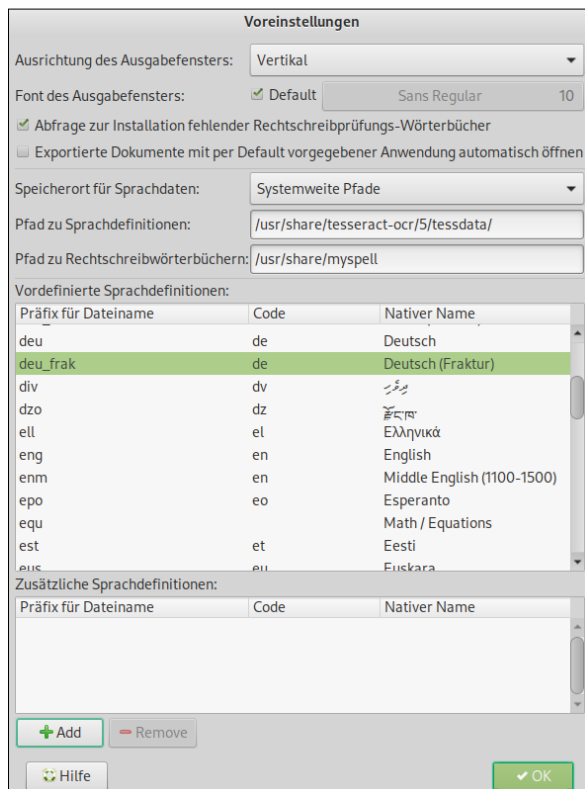 Voreinstellungen
Ausrichtung des Ausgabefensters: Vertikal
Font des Ausgabefensters: Default Sans Regular 10
Abfrage zur Installation fehlender Rechtschreibprüfungs-Wörterbücher
Exportierte Dokumente mit per Default vorgegebener Anwendung automatisch öffnen
Speicherort für Sprachdaten: Systemweite Pfade
Pfad zu Sprachdefinitionen: /usr/share/tesseract-ocr/5/tessdata/
Pfad zu Rechtschreibwörterbüchern: /usr/share/myspell
Vordefinierte Sprachdefinitionen:
Präfix für Dateiname Code Nativer Name
deu de Deutsch
deu_frak de Deutsch (Fraktur)
div dv ދިވެހި
dzo dz རྫོང་ཁ་
ell el Ελληνικά
eng en English
enm en Middle English (1100-1500)
epo eo Esperanto
equ Math / Equations
est et Eesti
eus eu Euskara
Zusätzliche Sprachdefinitionen:
Präfix für Dateiname Code Nativer Name
Add Remove
Hilfe OK